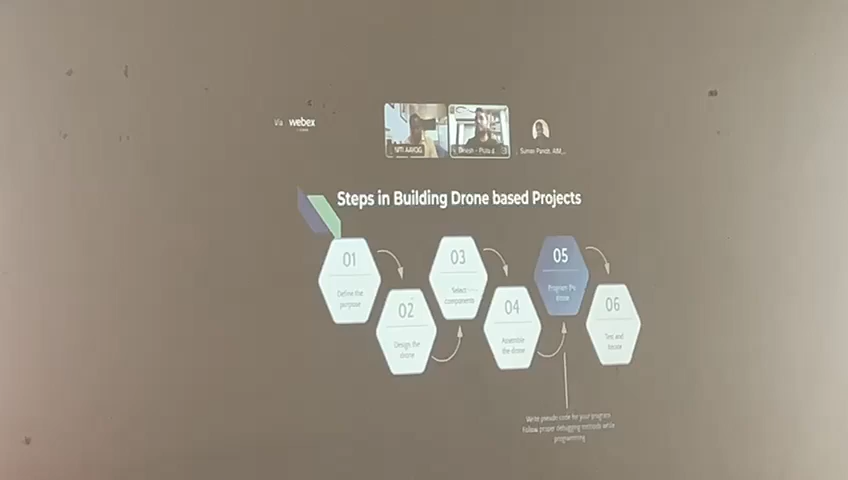 Via webex
NITI AAYOG
Steps in Building Drone based Projects
01
Define the
purpose
02
Design the
drone
03
Select
components
04
Assemble
the drone
05
Program the
drone
06
Test and
Write pseudo code for your program
Follow proper debugging methods while
programming